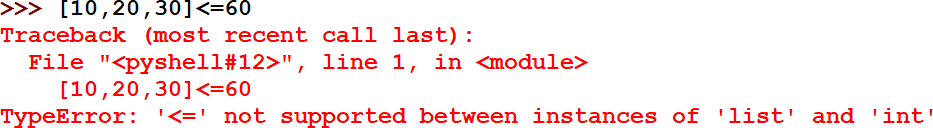 >>> [10,20,30]<=60
Traceback (most recent call last):
  File "<pyshell#12>", line 1, in <module>
    [10,20,30]<=60
TypeError: '<=' not supported between instances of 'list' and 'int'